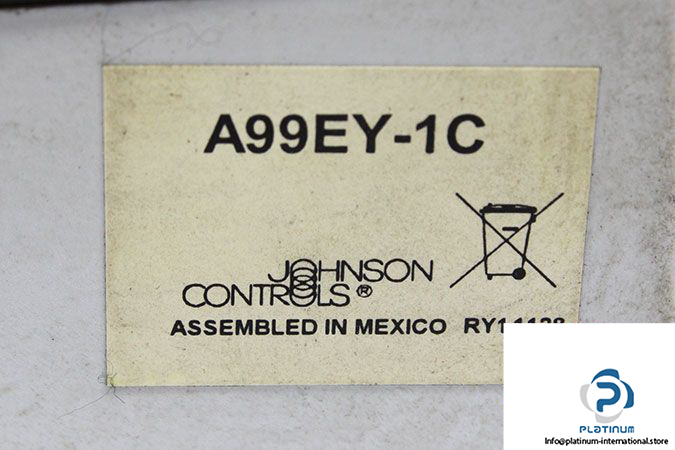 A99EY-1C
JOHNSON
CONTROLS®
ASSEMBLED IN MEXICO
PLATINUM
Info@platinum-international.store